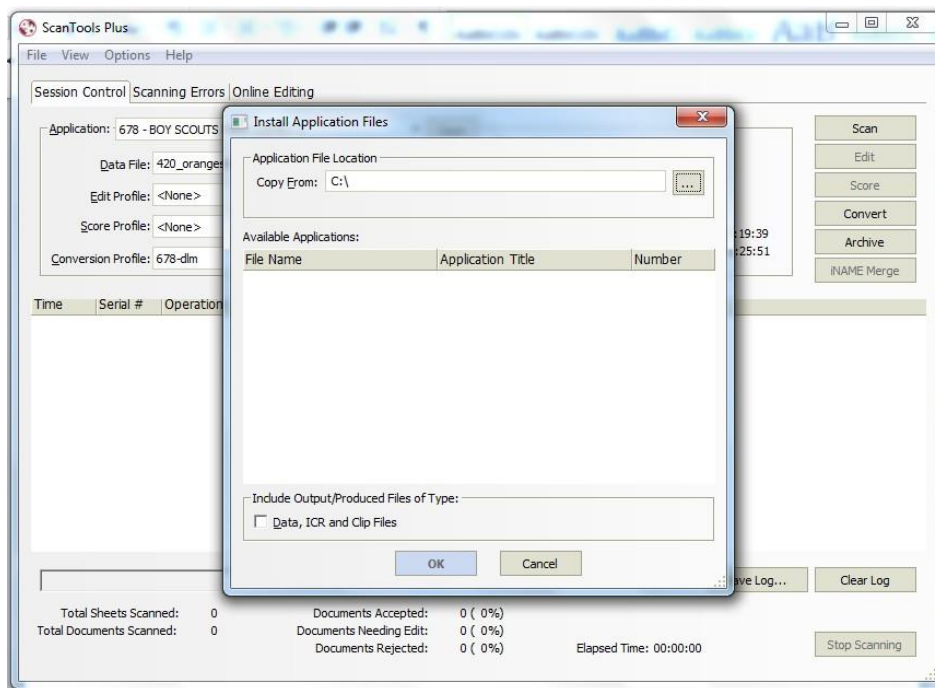 ScanTools Plus
File View Options Help
Session Control Scanning Errors Online Editing
Application: 678 - BOY SCOUTS
Data File: 420_oranges
Edit Profile: <None>
Score Profile: <None>
Conversion Profile: 678-dlm
:19:39
:25:51
Scan
Edit
Score
Convert
Archive
iNAME Merge
Time Serial # Operation
Install Application Files
Application File Location
Copy From: C:\ ...
Available Applications:
File Name Application Title Number
Include Output/Produced Files of Type:
Data, ICR and Clip Files
OK Cancel
ave Log... Clear Log
Total Sheets Scanned: 0 Documents Accepted: 0 ( 0%)
Total Documents Scanned: 0 Documents Needing Edit: 0 ( 0%)
Documents Rejected: 0 ( 0%) Elapsed Time: 00:00:00 Stop Scanning